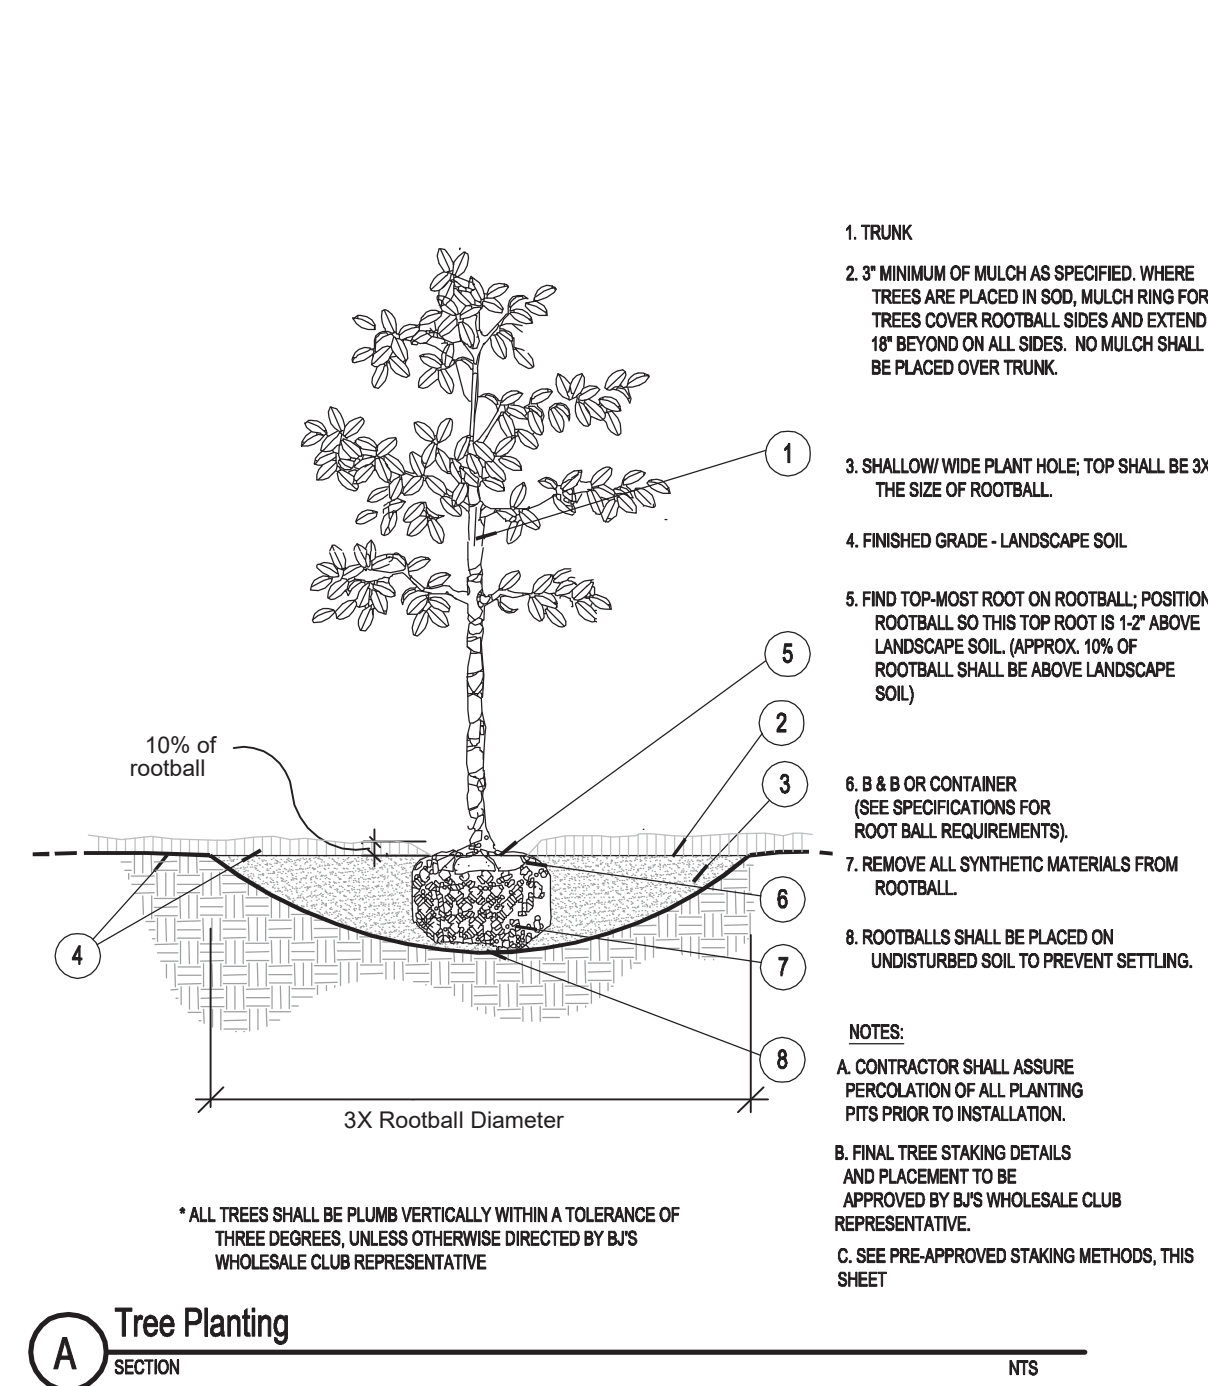 1. TRUNK
2. 3" MINIMUM OF MULCH AS SPECIFIED. WHERE
TREES ARE PLACED IN SOD, MULCH RING FOR
TREES COVER ROOTBALL SIDES AND EXTEND
18" BEYOND ON ALL SIDES. NO MULCH SHALL
BE PLACED OVER TRUNK.
3. SHALLOW/ WIDE PLANT HOLE; TOP SHALL BE 3X
THE SIZE OF ROOTBALL.
4. FINISHED GRADE - LANDSCAPE SOIL
5. FIND TOP-MOST ROOT ON ROOTBALL; POSITION
ROOTBALL SO THIS TOP ROOT IS 1-2" ABOVE
LANDSCAPE SOIL. (APPROX. 10% OF
ROOTBALL SHALL BE ABOVE LANDSCAPE
SOIL)
6. B & B OR CONTAINER
(SEE SPECIFICATIONS FOR
ROOT BALL REQUIREMENTS).
7. REMOVE ALL SYNTHETIC MATERIALS FROM
ROOTBALL.
8. ROOTBALLS SHALL BE PLACED ON
UNDISTURBED SOIL TO PREVENT SETTLING.
NOTES:
A. CONTRACTOR SHALL ASSURE
PERCOLATION OF ALL PLANTING
PITS PRIOR TO INSTALLATION.
B. FINAL TREE STAKING DETAILS
AND PLACEMENT TO BE
APPROVED BY BJ'S WHOLESALE CLUB
REPRESENTATIVE.
C. SEE PRE-APPROVED STAKING METHODS, THIS
SHEET
1
5
2
3
6
7
8
4
10% of
rootball
3X Rootball Diameter
* ALL TREES SHALL BE PLUMB VERTICALLY WITHIN A TOLERANCE OF
THREE DEGREES, UNLESS OTHERWISE DIRECTED BY BJ'S
WHOLESALE CLUB REPRESENTATIVE
A
Tree Planting
SECTION
NTS